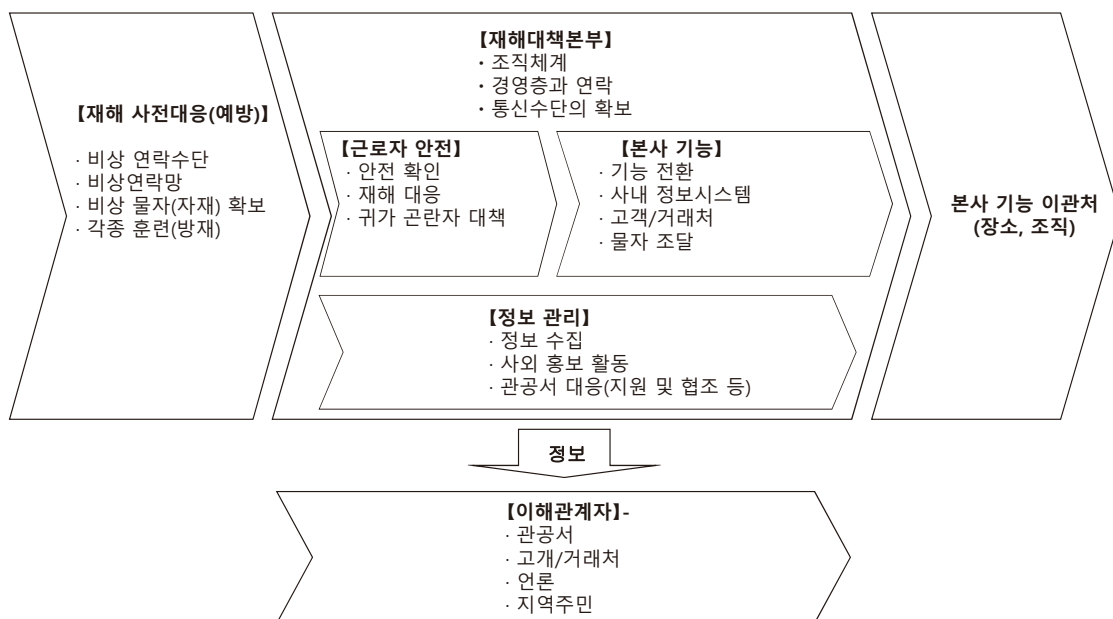 【재해 사전대응(예방)】
· 비상 연락수단
· 비상연락망
· 비상 물자(자재) 확보
· 각종 훈련(방재)
【재해대책본부】
· 조직체계
· 경영층과 연락
· 통신수단의 확보
【근로자 안전】
· 안전 확인
· 재해 대응
· 귀가 곤란자 대책
【본사 기능】
· 기능 전환
· 사내 정보시스템
· 고객/거래처
· 물자 조달
【정보 관리】
· 정보 수집
· 사외 홍보 활동
· 관공서 대응(지원 및 협조 등)
본사 기능 이관처
(장소, 조직)
정보
【이해관계자】-
· 관공서
· 고개/거래처
· 언론
· 지역주민